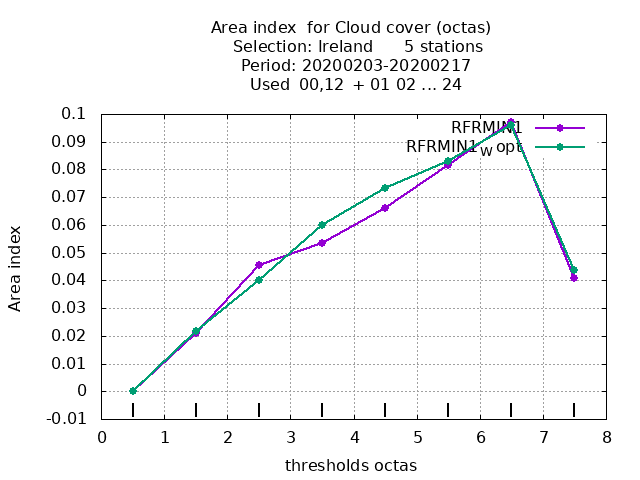 Area index  for Cloud cover (octas)
Selection: Ireland      5 stations
Period: 20200203-20200217
Used  00,12  + 01 02 ... 24
RFRMIN1
RFRMIN1W opt
0.1
0.09
0.08
0.07
0.06
0.05
0.04
0.03
0.02
0.01
0
-0.01
Area index
0 1 2 3 4 5 6 7 8
thresholds octas